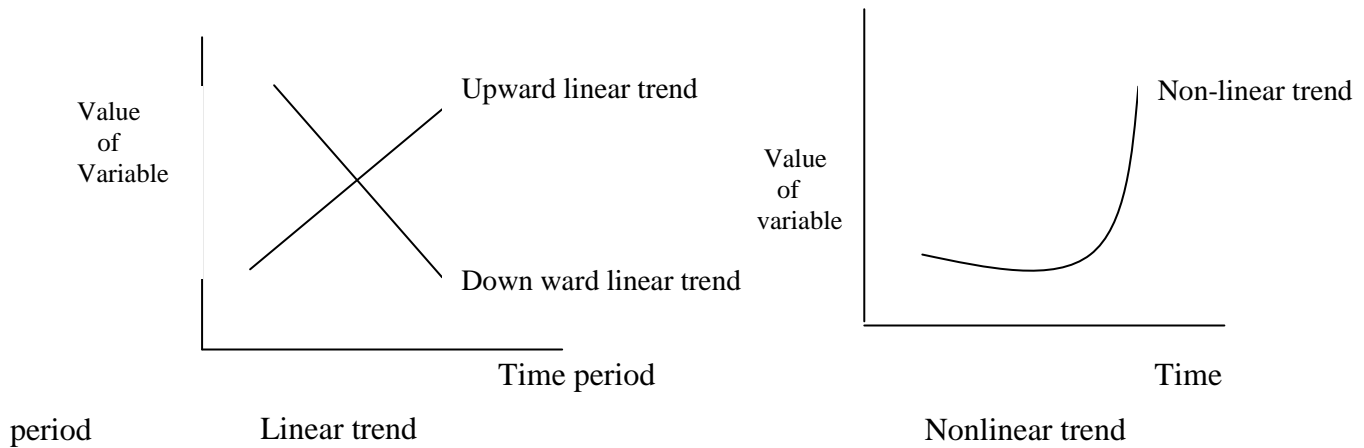 Value
of
Variable
Upward linear trend
Down ward linear trend
Time period
Linear trend
Value
of
variable
Non-linear trend
Time
period
Nonlinear trend